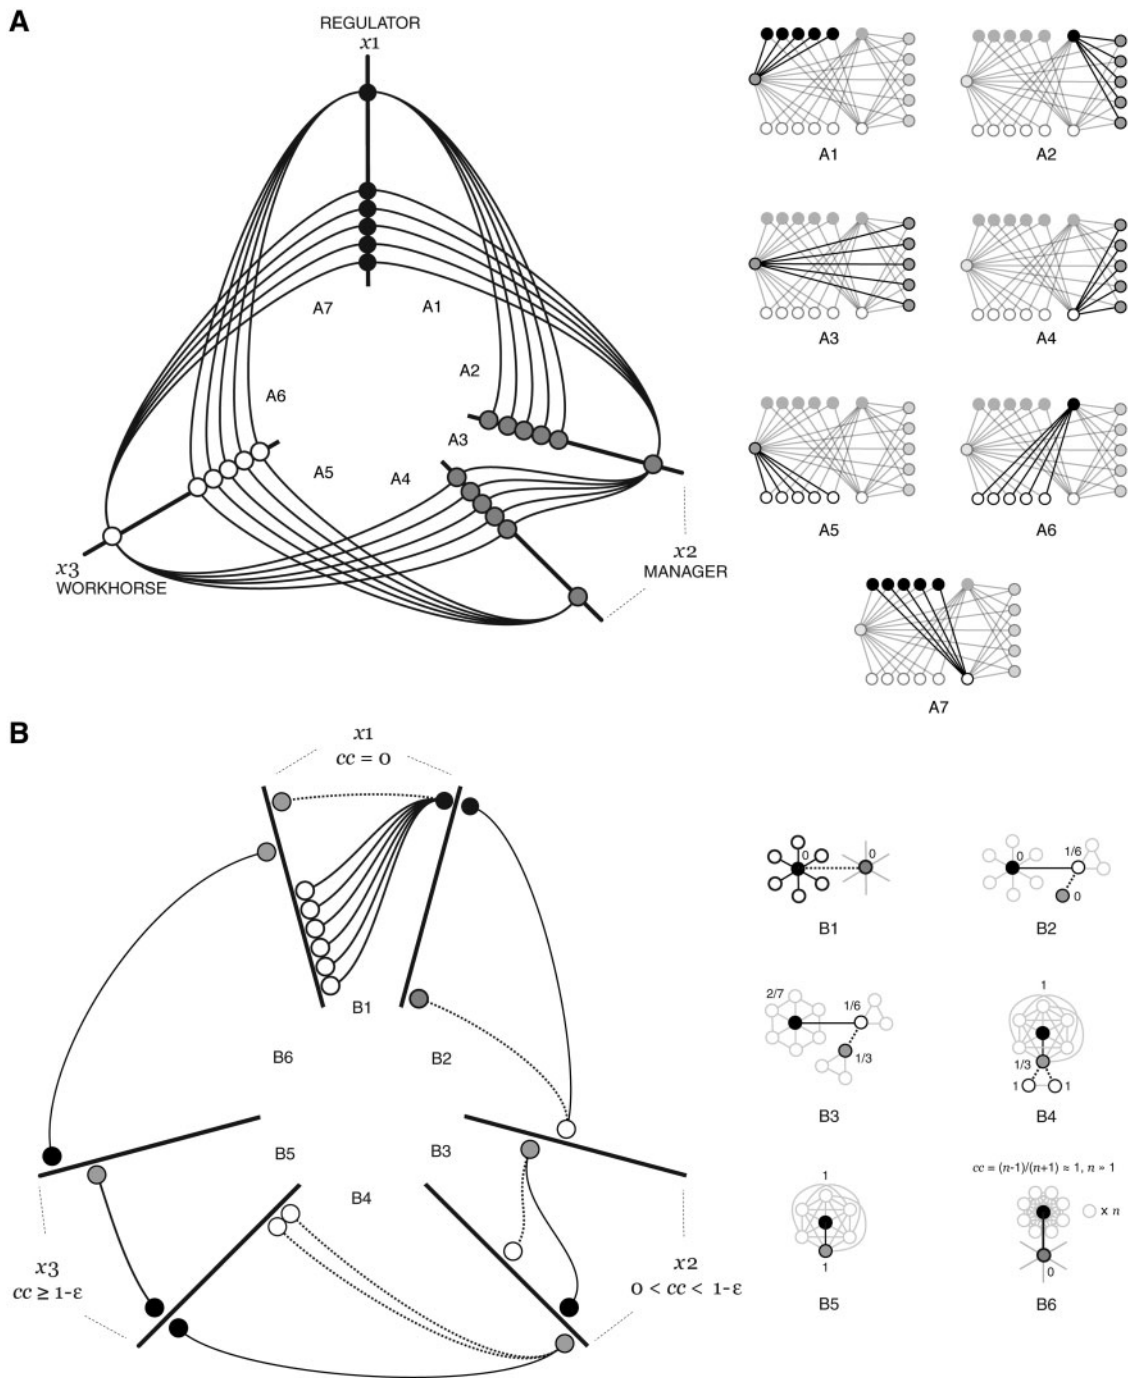 A
REGULATOR
x1
A7
A1
A2
A6
A3
A5
A4
x3
WORKHORSE
x2
MANAGER
A1
A2
A3
A4
A5
A6
A7
B
x1
cc = 0
B1
B6
B2
B5
B3
B4
x3
cc ≥ 1-ε
x2
0 < cc < 1-ε
0
0
B1
0
1/6
0
B2
2/7
1/6
1/3
B3
1
1/3
1
1
B4
1
1
B5
cc = (n-1)/(n+1) ≈ 1, n » 1
x n
0
B6